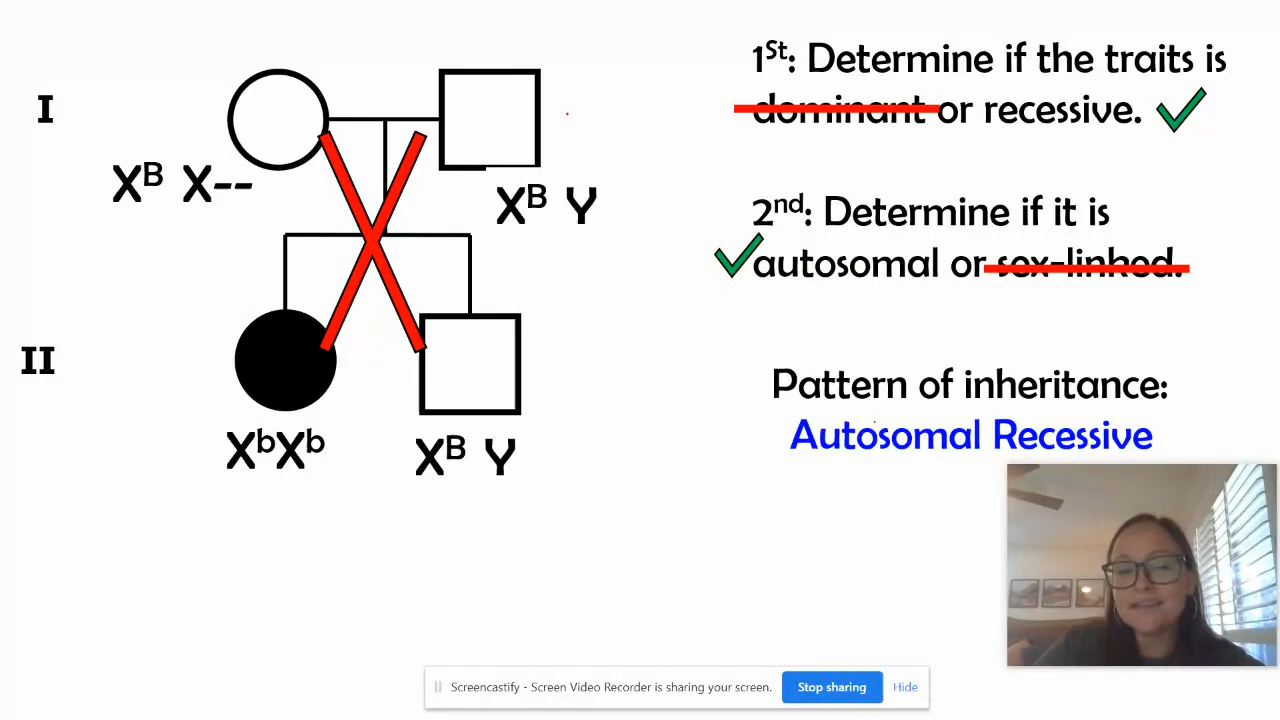 I
X^B X--
X^B Y
II
X^bX^b
X^B Y
1^St: Determine if the traits is
dominant or recessive.
2^nd: Determine if it is
autosomal or sex-linked.
Pattern of inheritance:
Autosomal Recessive
Screencastify - Screen Video Recorder is sharing your screen. Stop sharing Hide